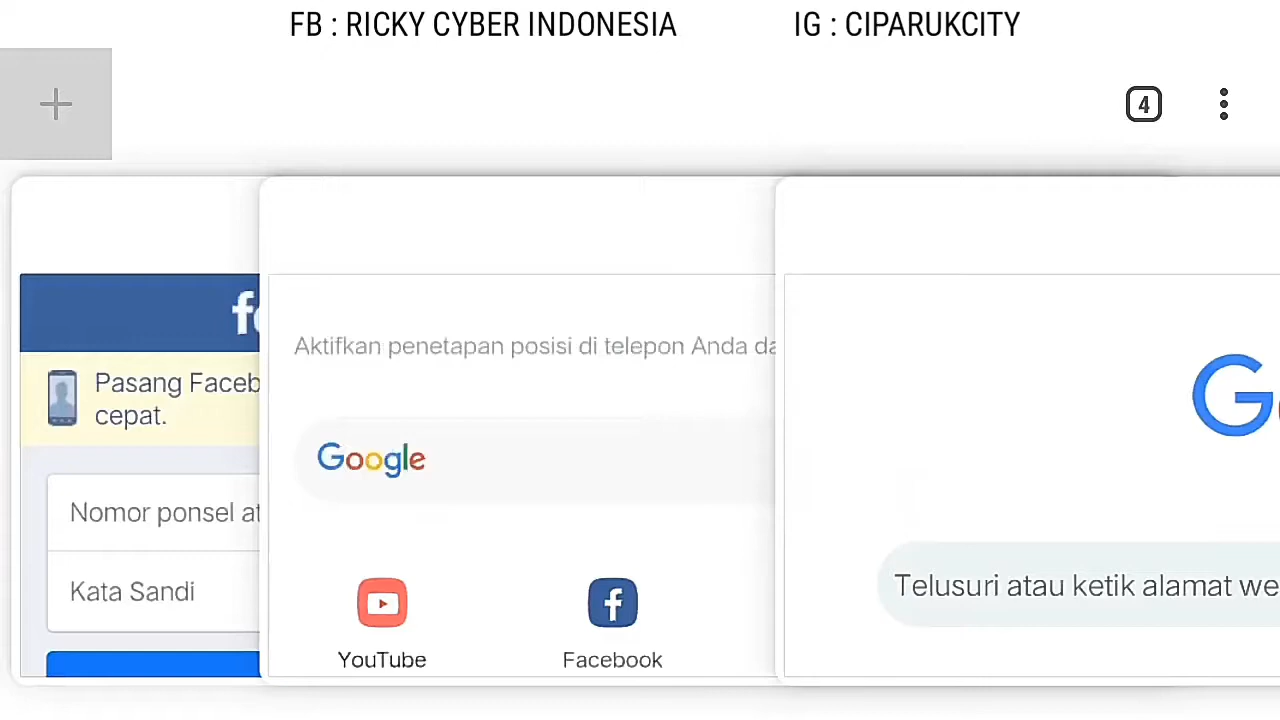 FB : RICKY CYBER INDONESIA
IG : CIPARUKCITY
4
Pasang Faceb
cepat.
Nomor ponsel at
Kata Sandi
Aktifkan penetapan posisi di telepon Anda da
Google
YouTube
Facebook
G
Telusuri atau ketik alamat we